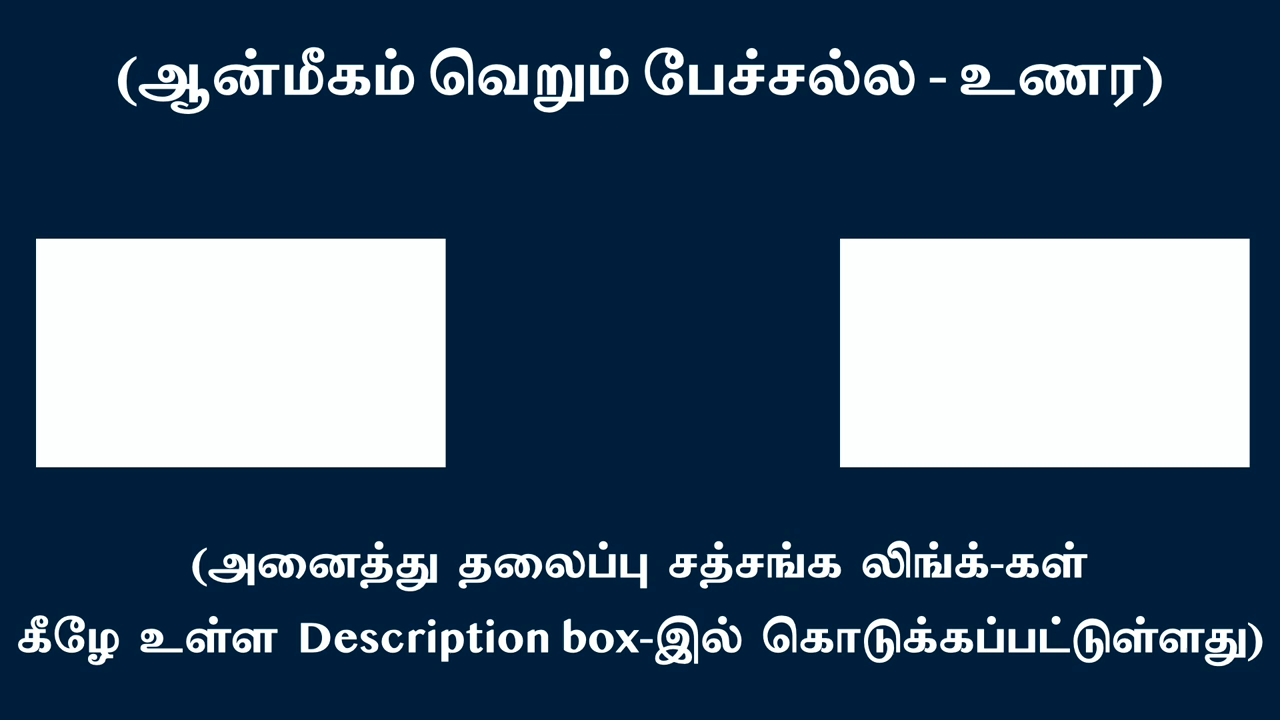 (ஆன்மீகம் வெறும் பேச்சல்ல - உணர)
(அனைத்து தலைப்பு சத்சங்க லிங்க்-கள்
கீழே உள்ள Description box-இல் கொடுக்கப்பட்டுள்ளது)